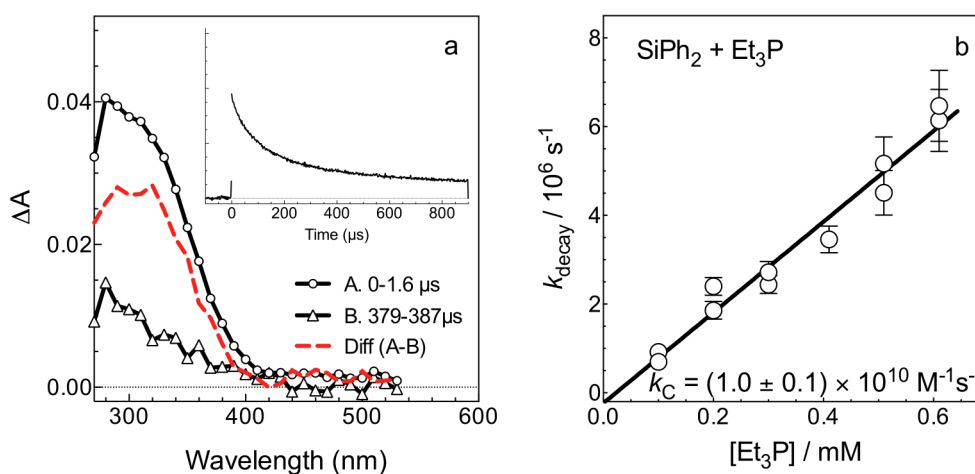 a
0.04
0.02
0.00
ΔA
0 200 400 600 800
Time (μs)
A. 0-1.6 μs
B. 379-387μs
Diff (A-B)
300 400 500 600
Wavelength (nm)
SiPh2 + Et3P
b
8
6
4
2
0
kdecay / 10^6 s^-1
kC = (1.0 ± 0.1) × 10^10 M^-1s-
0.0 0.2 0.4 0.6
[Et3P] / mM